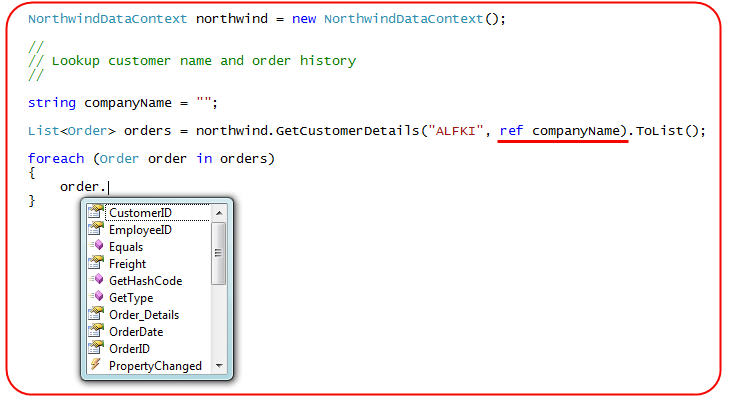 NorthwindDataContext northwind = new NorthwindDataContext();
//
// Lookup customer name and order history
//
string companyName = "";
List<Order> orders = northwind.GetCustomerDetails("ALFKI", ref companyName).ToList();
foreach (Order order in orders)
{
order.
}
CustomerID
EmployeeID
Equals
Freight
GetHashCode
GetType
Order_Details
OrderDate
OrderID
PropertyChanged